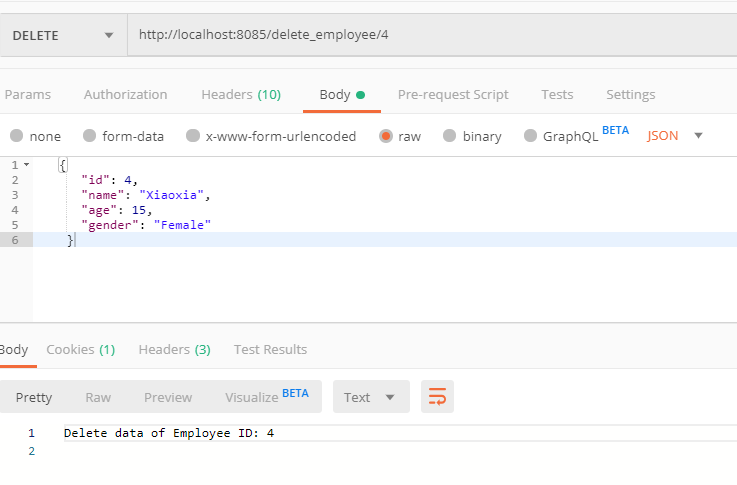 DELETE http://localhost:8085/delete_employee/4
Params Authorization Headers (10) Body Pre-request Script Tests Settings
none form-data x-www-form-urlencoded raw binary GraphQL BETA JSON
1 {
2 "id": 4,
3 "name": "Xiaoxia",
4 "age": 15,
5 "gender": "Female"
6 }
Body Cookies (1) Headers (3) Test Results
Pretty Raw Preview Visualize BETA Text
1 Delete data of Employee ID: 4
2